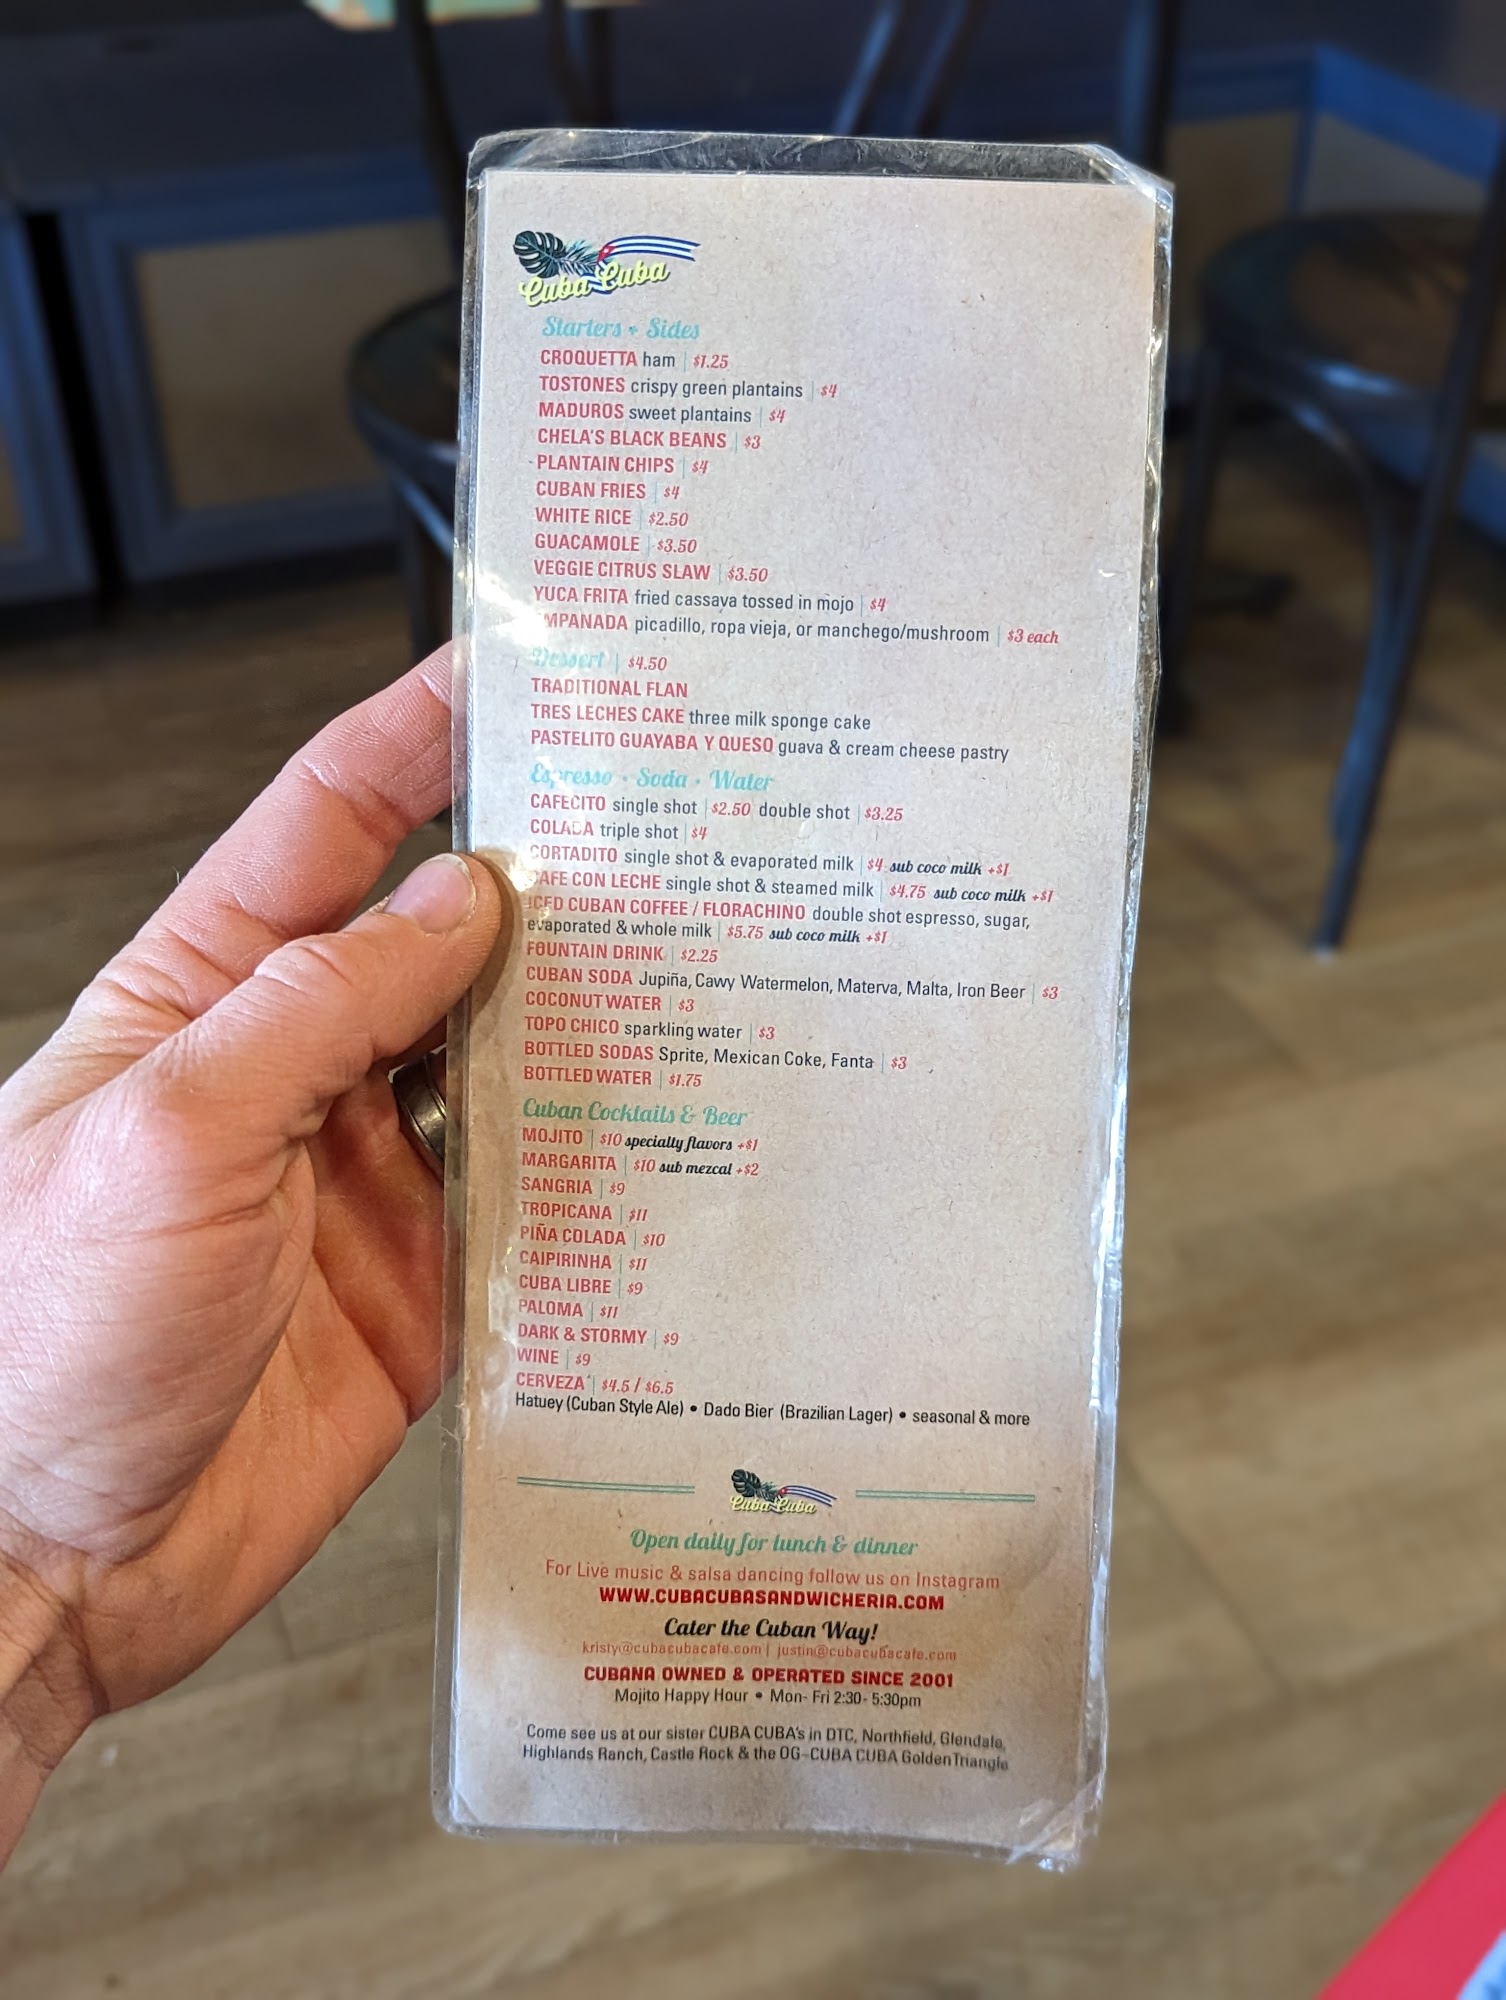 Cuba Cuba
Starters + Sides
CROQUETTA ham | $1.25
TOSTONES crispy green plantains | $4
MADUROS sweet plantains | $4
CHELA'S BLACK BEANS | $3
PLANTAIN CHIPS | $4
CUBAN FRIES | $4
WHITE RICE | $2.50
GUACAMOLE | $3.50
VEGGIE CITRUS SLAW | $3.50
YUCA FRITA fried cassava tossed in mojo | $4
EMPANADA picadillo, ropa vieja, or manchego/mushroom | $3 each
Dessert | $4.50
TRADITIONAL FLAN
TRES LECHES CAKE three milk sponge cake
PASTELITO GUAYABA Y QUESO guava & cream cheese pastry
Espresso · Soda · Water
CAFECITO single shot | $2.50 double shot | $3.25
COLADA triple shot | $4
CORTADITO single shot & evaporated milk | $4 sub coco milk +$1
CAFE CON LECHE single shot & steamed milk | $4.75 sub coco milk +$1
ICED CUBAN COFFEE / FLORACHINO double shot espresso, sugar,
evaporated & whole milk | $5.75 sub coco milk +$1
FOUNTAIN DRINK | $2.25
CUBAN SODA Jupiña, Cawy Watermelon, Materva, Malta, Iron Beer | $3
COCONUT WATER | $3
TOPO CHICO sparkling water | $3
BOTTLED SODAS Sprite, Mexican Coke, Fanta | $3
BOTTLED WATER | $1.75
Cuban Cocktails & Beer
MOJITO | $10 specialty flavors +$1
MARGARITA | $10 sub mezcal +$2
SANGRIA | $9
TROPICANA | $11
PIÑA COLADA | $10
CAIPIRINHA | $11
CUBA LIBRE | $9
PALOMA | $11
DARK & STORMY | $9
WINE | $9
CERVEZA | $4.5 / $6.5
Hatuey (Cuban Style Ale) • Dado Bier (Brazilian Lager) • seasonal & more
Cuba Cuba
Open daily for lunch & dinner
For Live music & salsa dancing follow us on Instagram
WWW.CUBACUBASANDWICHERIA.COM
Cater the Cuban Way!
kristy@cubacubacafe.com | justin@cubacubacafe.com
CUBANA OWNED & OPERATED SINCE 2001
Mojito Happy Hour • Mon- Fri 2:30- 5:30pm
Come see us at our sister CUBA CUBA's in DTC, Northfield, Glendale,
Highlands Ranch, Castle Rock & the OG-CUBA CUBA Golden Triangle